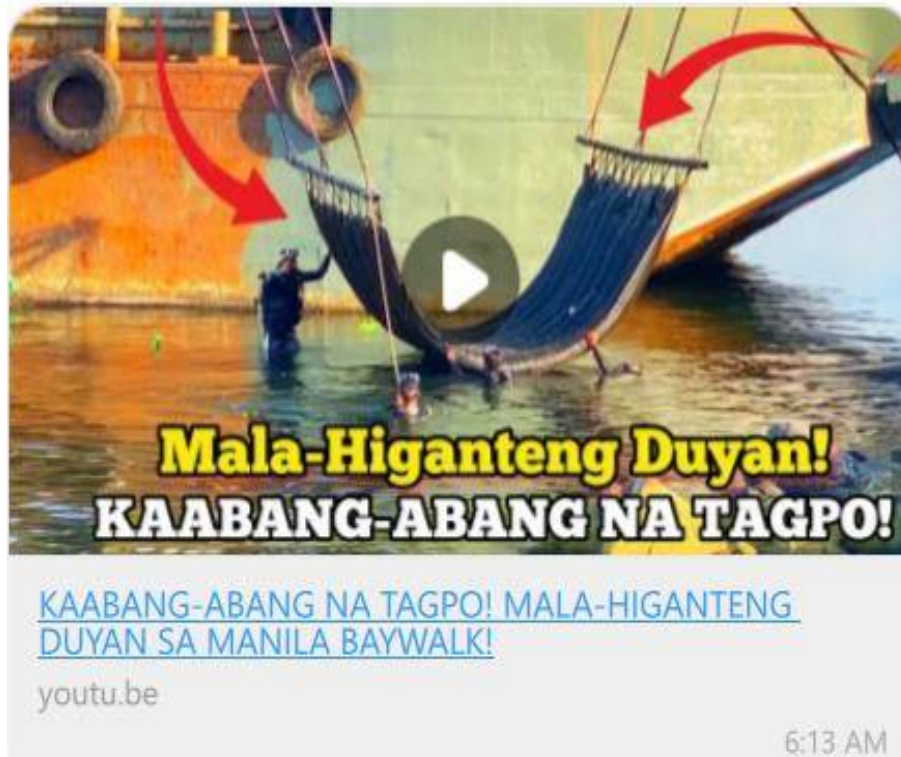 Mala-Higanteng Duyan!
KAABANG-ABANG NA TAGPO!
KAABANG-ABANG NA TAGPO! MALA-HIGANTENG
DUYAN SA MANILA BAYWALK!
youtu.be
6:13 AM